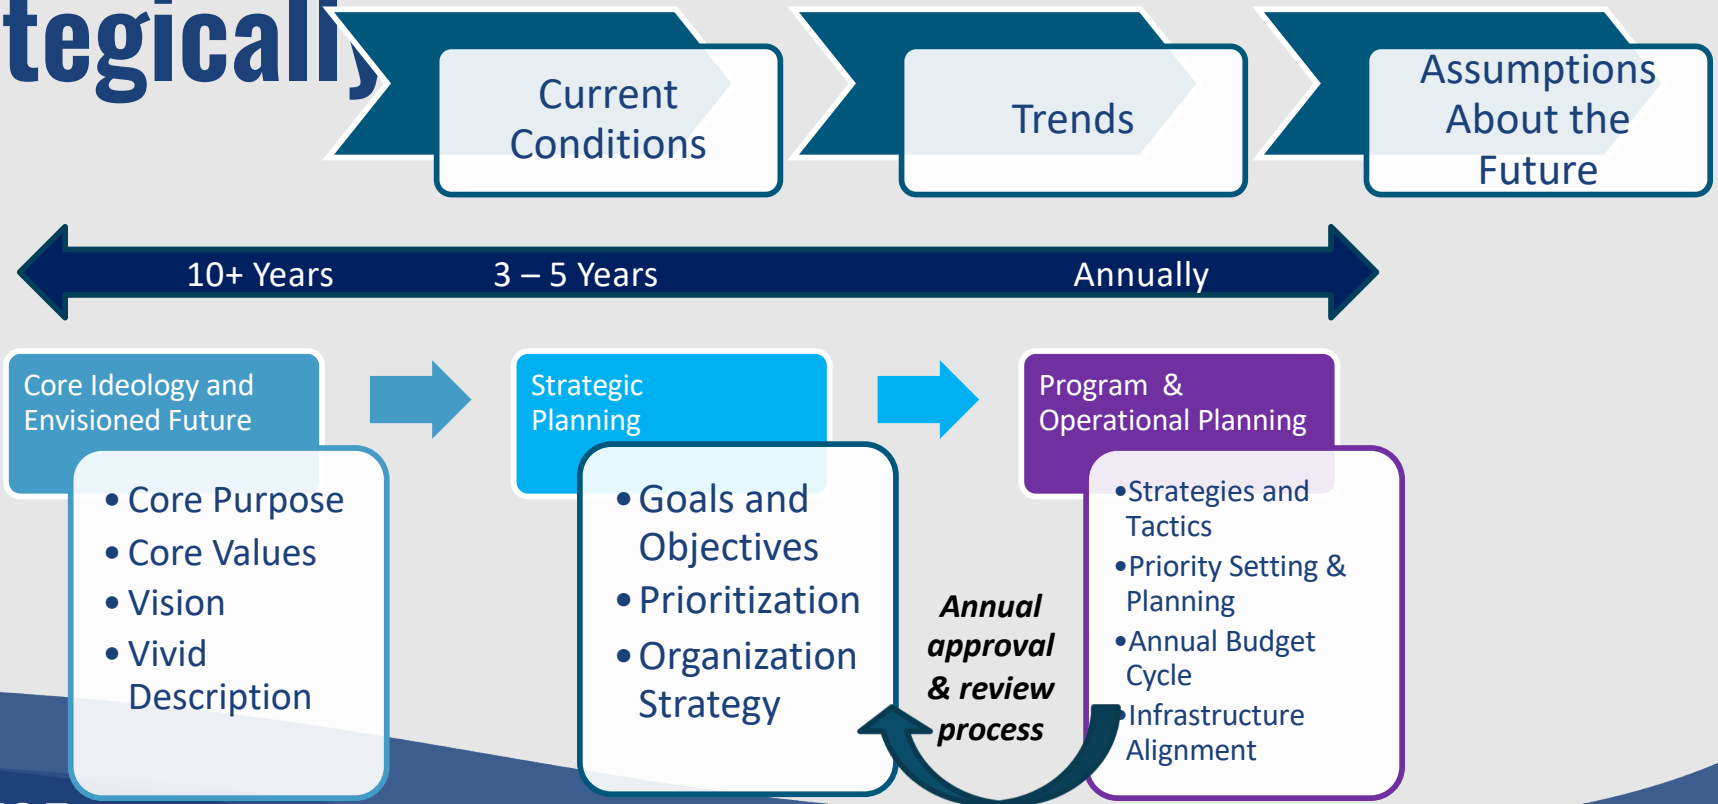 tegically
Current
Conditions
Trends
Assumptions
About the
Future
10+ Years
3 – 5 Years
Annually
Core Ideology and
Envisioned Future
• Core Purpose
• Core Values
• Vision
• Vivid
Description
Strategic
Planning
• Goals and
Objectives
• Prioritization
• Organization
Strategy
Annual
approval
& review
process
Program &
Operational Planning
•Strategies and
Tactics
•Priority Setting &
Planning
•Annual Budget
Cycle
•Infrastructure
Alignment